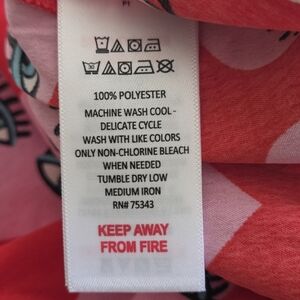 100% POLYESTER
MACHINE WASH COOL -
DELICATE CYCLE
WASH WITH LIKE COLORS
ONLY NON-CHLORINE BLEACH
WHEN NEEDED
TUMBLE DRY LOW
MEDIUM IRON
RN# 75343
KEEP AWAY
FROM FIRE